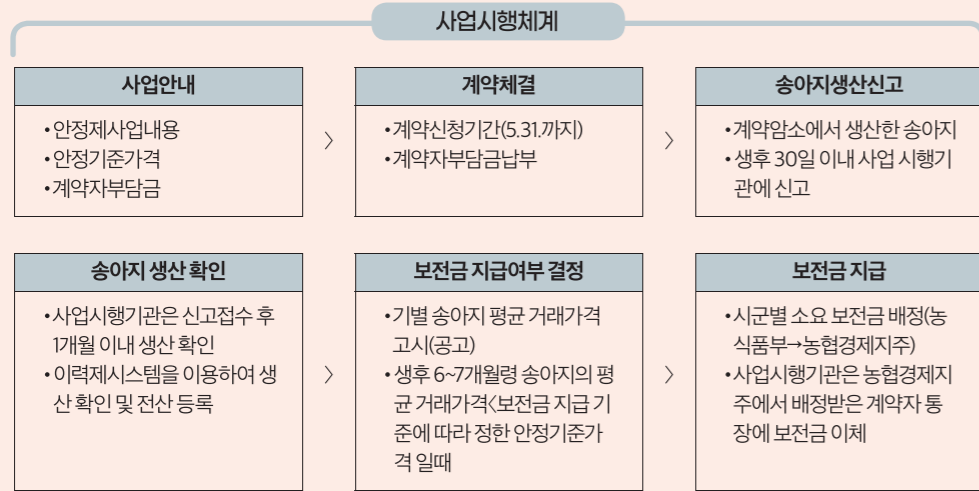 사업시행체계
사업안내
•안정제사업내용
•안정기준가격
•계약자부담금
〉
계약체결
•계약신청기간(5.31.까지)
•계약자부담금납부
〉
송아지생산신고
•계약암소에서 생산한 송아지
•생후 30일 이내 사업 시행기
관에 신고
송아지 생산 확인
•사업시행기관은 신고접수 후
1개월 이내 생산 확인
•이력제시스템을 이용하여 생
산 확인 및 전산 등록
〉
보전금 지급여부 결정
•기별 송아지 평균 거래가격
고시(공고)
•생후 6~7개월령 송아지의 평
균 거래가격〈보전금 지급 기
준에 따라 정한 안정기준가
격 일때
〉
보전금 지급
•시군별 소요 보전금 배정(농
식품부→농협경제지주)
•사업시행기관은 농협경제지
주에서 배정받은 계약자 통
장에 보전금 이체